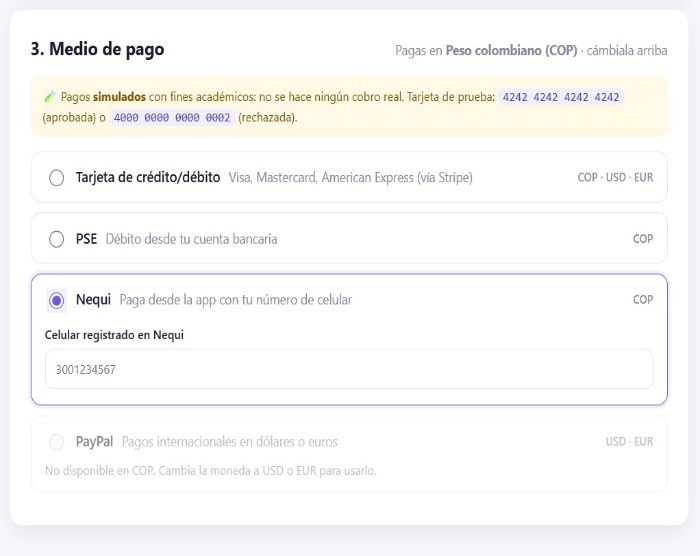 3. Medio de pago
Pagas en Peso colombiano (COP) · cámbiala arriba
Pagos simulados con fines académicos: no se hace ningún cobro real. Tarjeta de prueba: 4242 4242 4242 4242
(aprobada) o 4000 0000 0000 0002 (rechazada).
Tarjeta de crédito/débito Visa, Mastercard, American Express (vía Stripe) COP · USD · EUR
PSE Débito desde tu cuenta bancaria COP
Nequi Paga desde la app con tu número de celular COP
Celular registrado en Nequi
3001234567
PayPal Pagos internacionales en dólares o euros USD · EUR
No disponible en COP. Cambia la moneda a USD o EUR para usarlo.